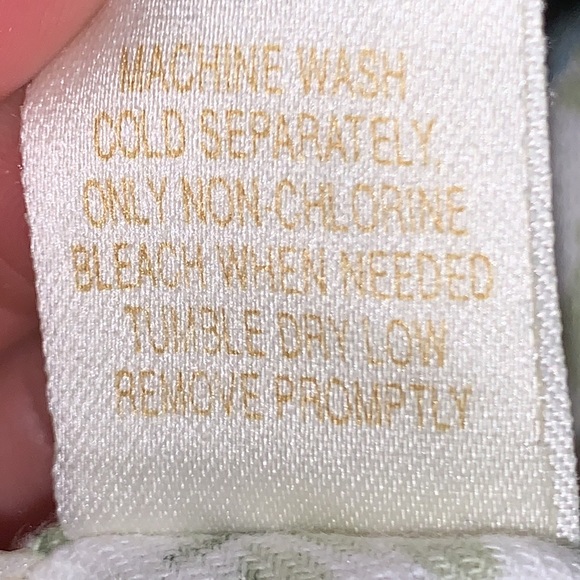 MACHINE WASH
COLD SEPARATELY,
ONLY NON-CHLORINE
BLEACH WHEN NEEDED
TUMBLE DRY LOW
REMOVE PROMPTLY